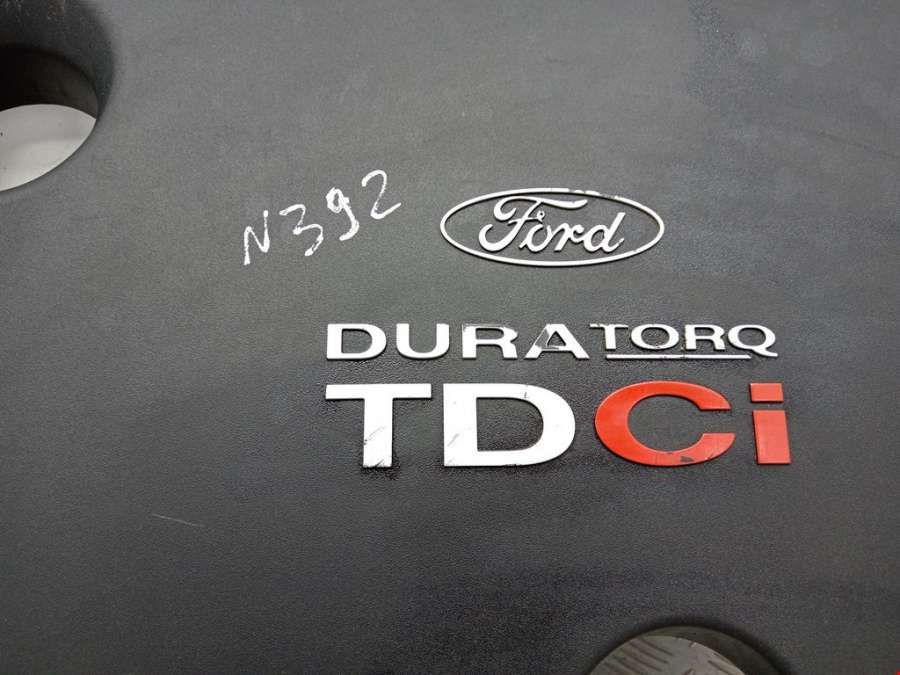 N392
Ford
DURATORQ
TDCi